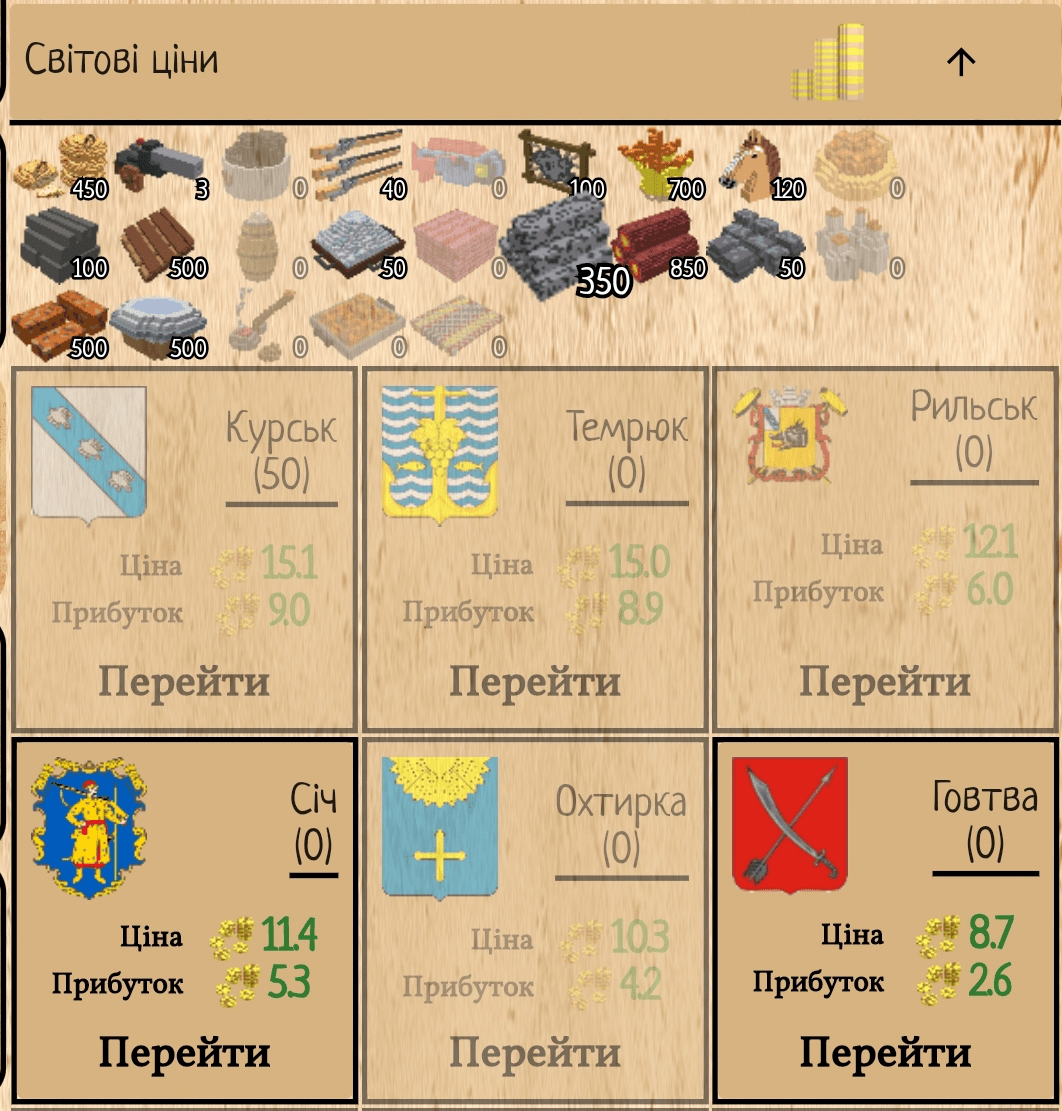 Світові ціни
450 3 0 40 0 100 700 120 0
100 500 0 50 0 350 850 50 0
500 500 0 0 0
Курськ
(50)
Ціна 15.1
Прибуток 9.0
Перейти
Темрюк
(0)
Ціна 15.0
Прибуток 8.9
Перейти
Рильськ
(0)
Ціна 12.1
Прибуток 6.0
Перейти
Січ
(0)
Ціна 11.4
Прибуток 5.3
Перейти
Охтирка
(0)
Ціна 10.3
Прибуток 4.2
Перейти
Говтва
(0)
Ціна 8.7
Прибуток 2.6
Перейти